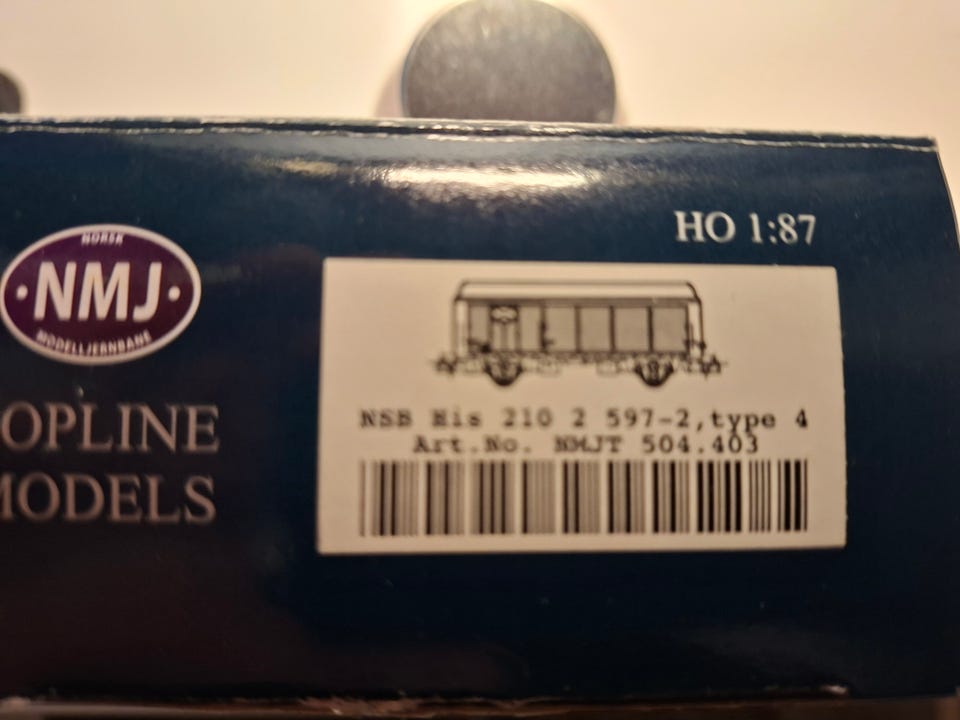 HO 1:87
NORSK
·NMJ·
MODELLJERNBANE
OPLINE
MODELS
NSB His 210 2 597-2,type 4
Art.No. NMJT 504.403